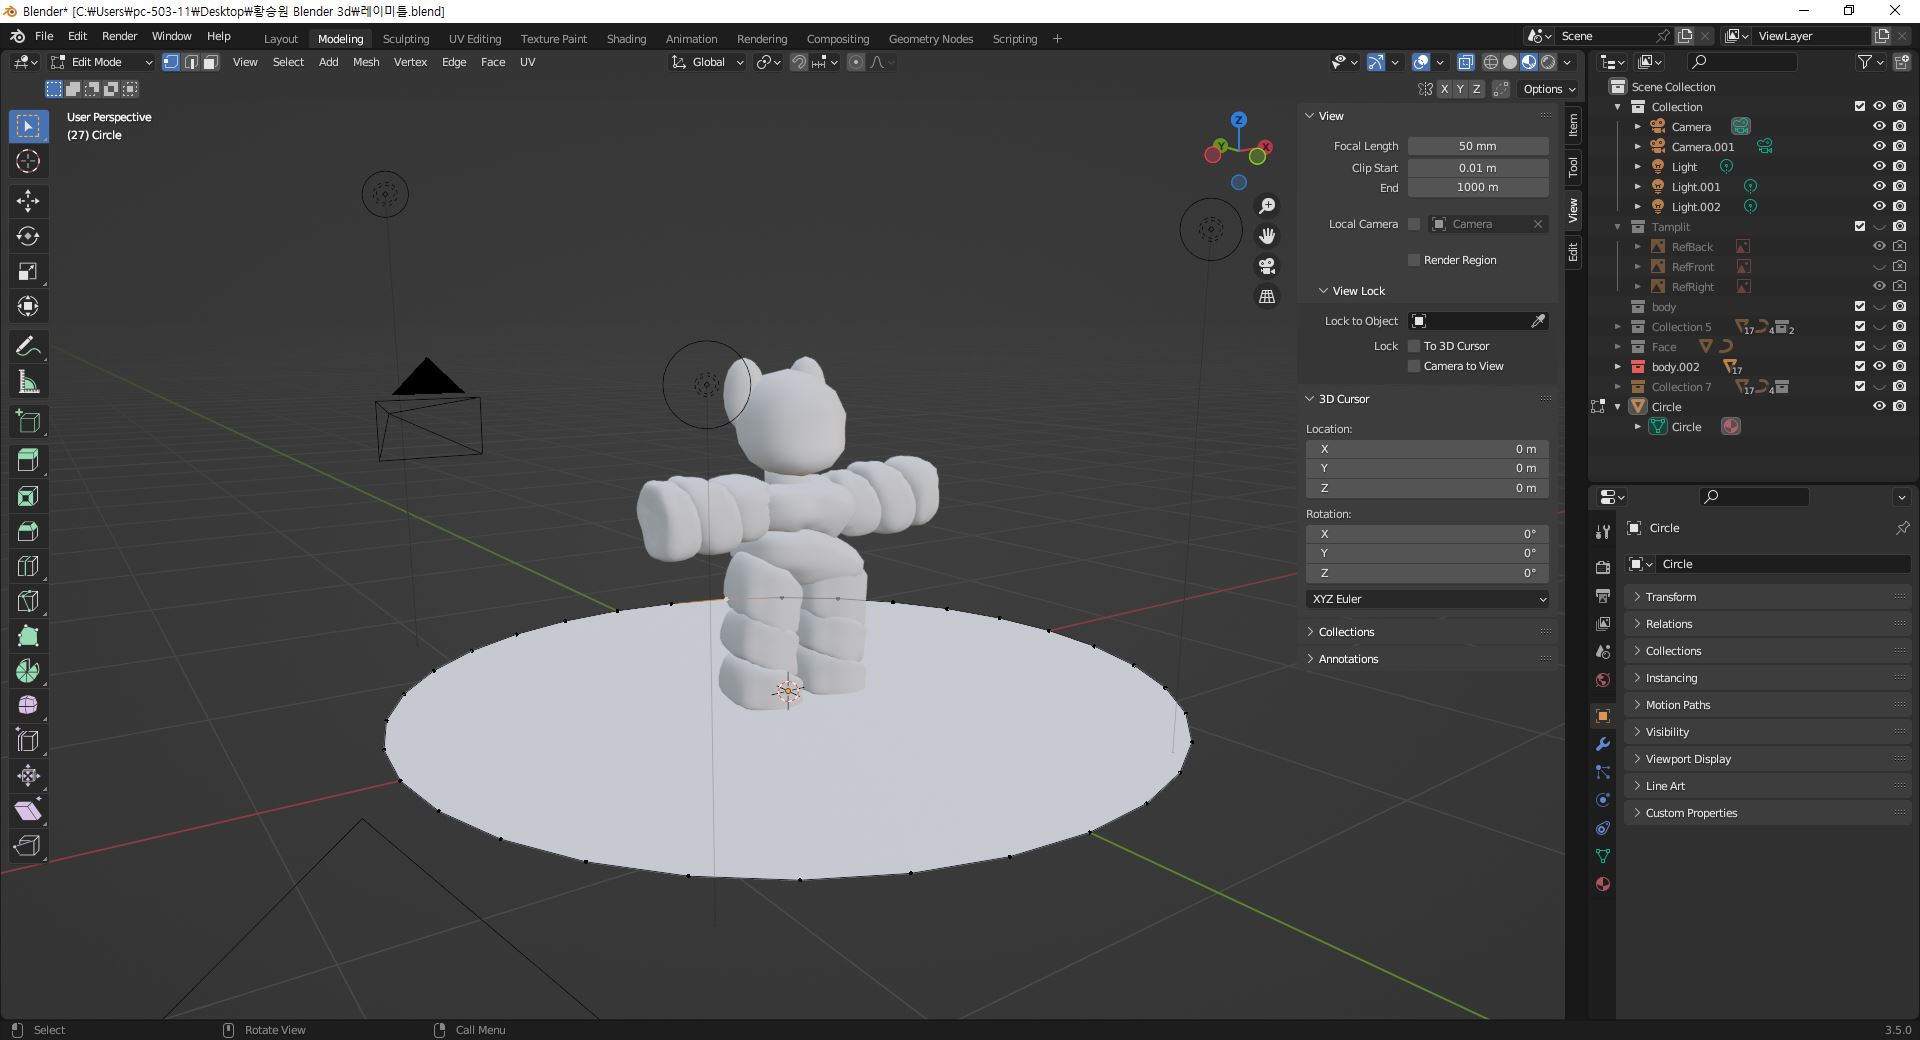 Blender* [C:₩Users₩pc-503-11₩Desktop₩황승원 Blender 3d₩레이미틀.blend]
File Edit Render Window Help Layout Modeling Sculpting UV Editing Texture Paint Shading Animation Rendering Compositing Geometry Nodes Scripting + Scene ViewLayer
Edit Mode View Select Add Mesh Vertex Edge Face UV Global
X Y Z Options
User Perspective
(27) Circle
Z
Y
X
View
Focal Length 50 mm
Clip Start 0.01 m
End 1000 m
Local Camera Camera
Render Region
View Lock
Lock to Object
Lock To 3D Cursor
Camera to View
3D Cursor
Location:
X 0 m
Y 0 m
Z 0 m
Rotation:
X 0°
Y 0°
Z 0°
XYZ Euler
Collections
Annotations
Item
Tool
View
Edit
Scene Collection
Collection
Camera
Camera.001
Light
Light.001
Light.002
Tamplit
RefBack
RefFront
RefRight
body
Collection 5 17 4 2
Face
body.002 17
Collection 7 17 4
Circle
Circle
Circle
Circle
Transform
Relations
Collections
Instancing
Motion Paths
Visibility
Viewport Display
Line Art
Custom Properties
Select Rotate View Call Menu 3.5.0